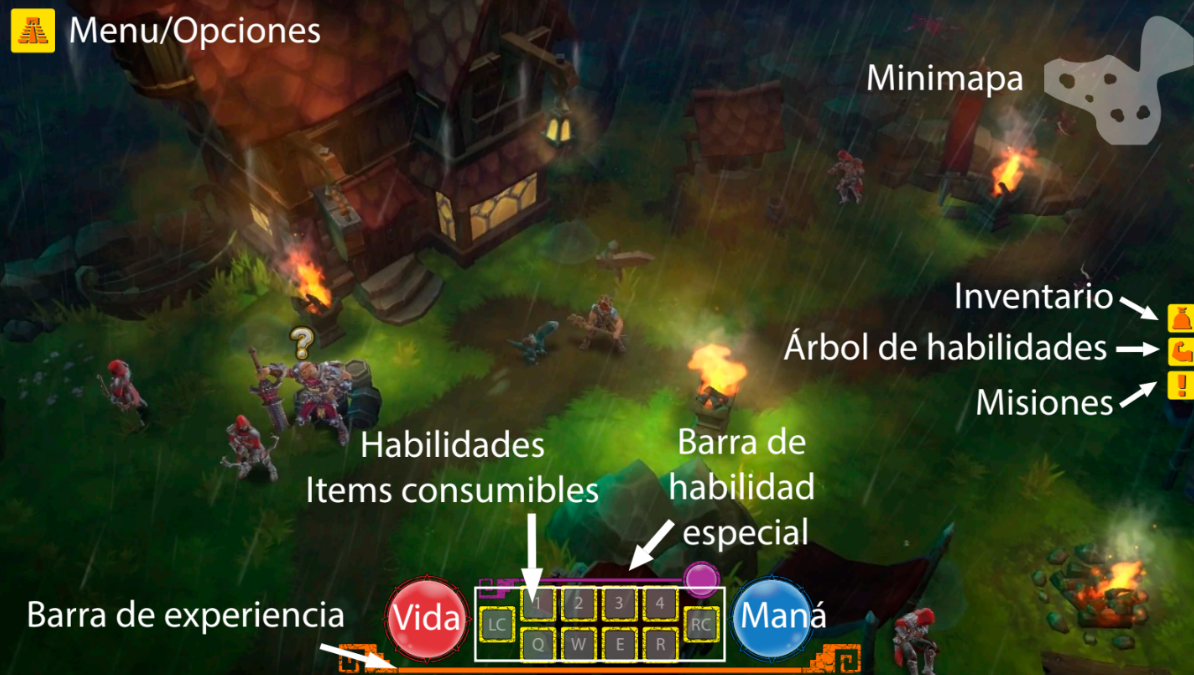 Menu/Opciones
Minimapa
Inventario
Árbol de habilidades
Misiones
?
!
Habilidades
Items consumibles
Barra de
habilidad
especial
Barra de experiencia
Vida
LC
1 2 3 4
Q W E R
RC
Maná